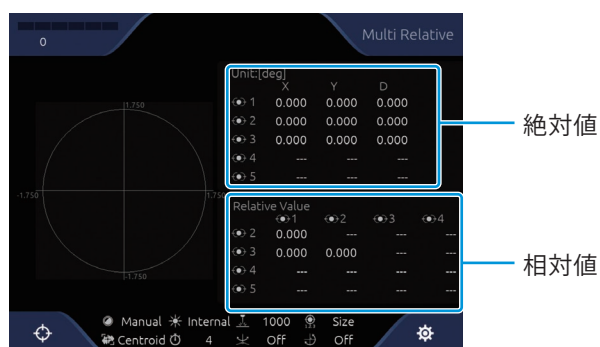 0
Multi Relative
Unit:[deg]
X Y D
1 0.000 0.000 0.000
2 0.000 0.000 0.000
3 0.000 0.000 0.000
4 --- --- ---
5 --- --- ---
絶対値
1.750
-1.750 1.750
-1.750
Relative Value
1 2 3 4
2 0.000 --- --- ---
3 0.000 0.000 --- ---
4 --- --- --- ---
5 --- --- --- ---
相対値
Manual Internal 1000 123 Size
Centroid 4 Off Off